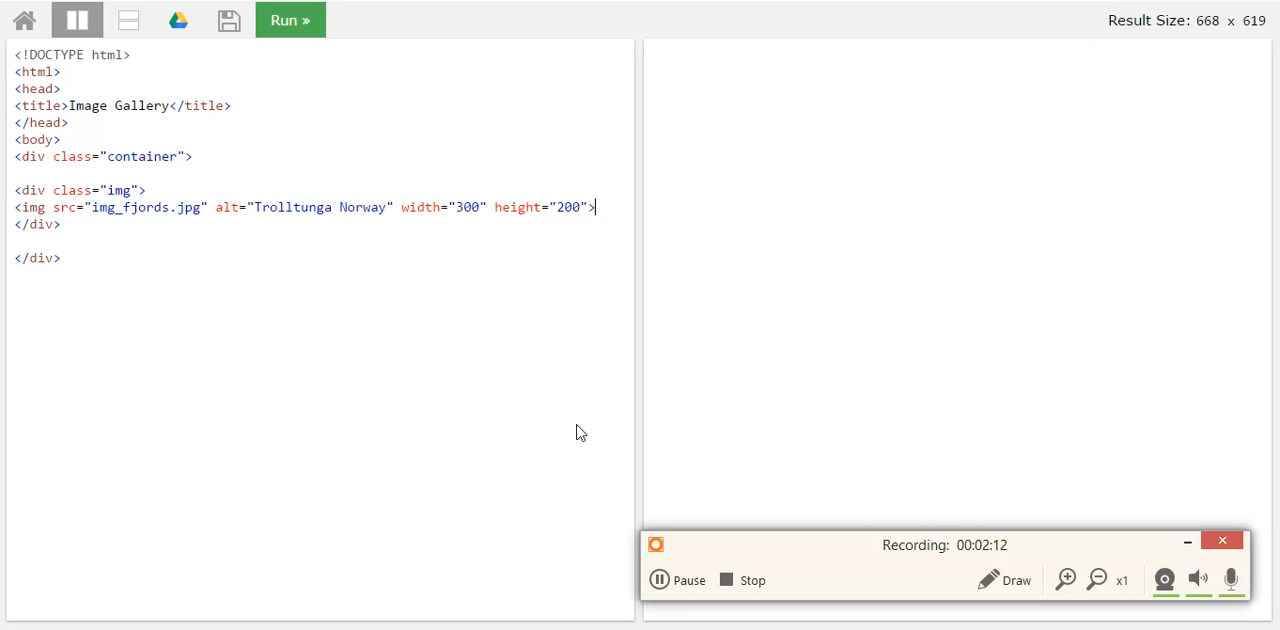 Run »
Result Size: 668 x 619
<!DOCTYPE html>
<html>
<head>
<title>Image Gallery</title>
</head>
<body>
<div class="container">
<div class="img">
<img src="img_fjords.jpg" alt="Trolltunga Norway" width="300" height="200">
</div>
</div>
Recording: 00:02:12
Pause Stop Draw x1